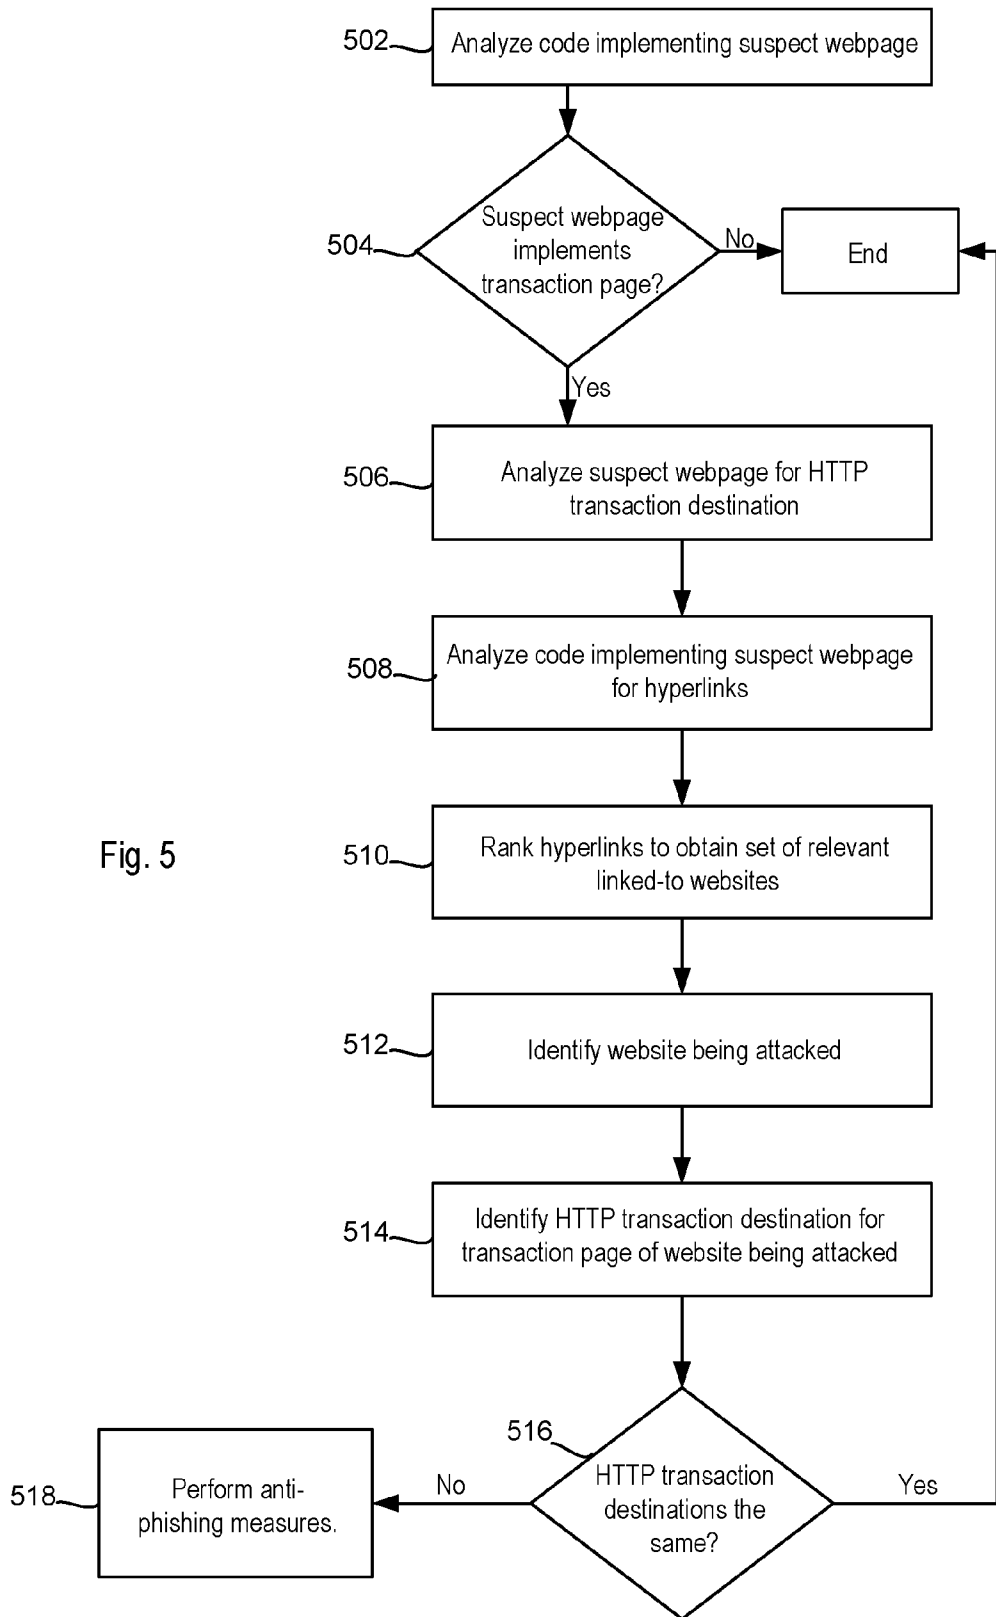 502
Analyze code implementing suspect webpage
504
Suspect webpage
implements
transaction page?
No
End
Yes
506
Analyze suspect webpage for HTTP
transaction destination
508
Analyze code implementing suspect webpage
for hyperlinks
Fig. 5
510
Rank hyperlinks to obtain set of relevant
linked-to websites
512
Identify website being attacked
514
Identify HTTP transaction destination for
transaction page of website being attacked
516
HTTP transaction
destinations the
same?
No
Yes
518
Perform anti-
phishing measures.